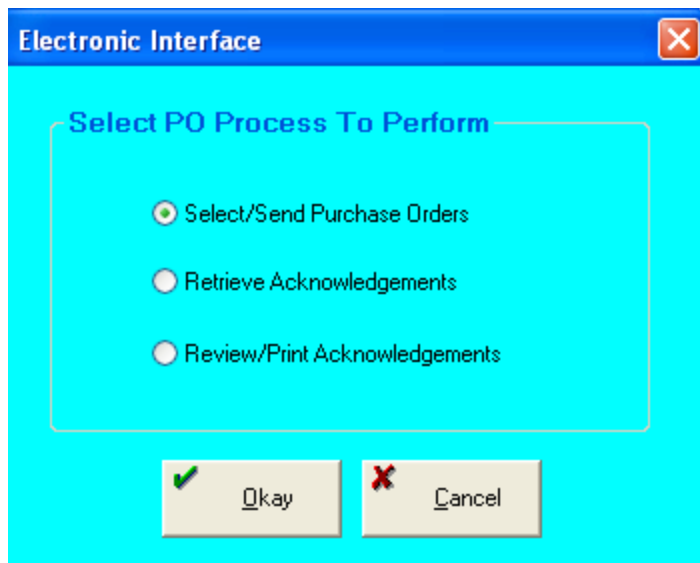 Electronic Interface
Select PO Process To Perform
Select/Send Purchase Orders
Retrieve Acknowledgements
Review/Print Acknowledgements
Okay
Cancel